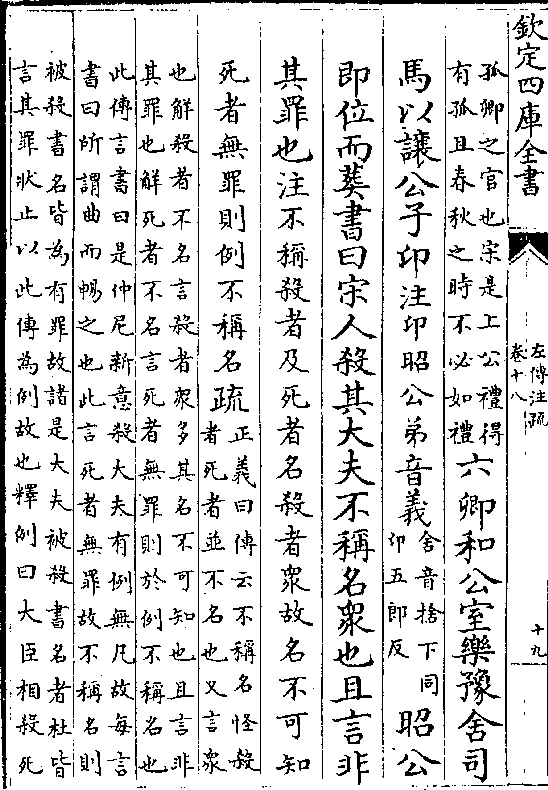 欽定四庫全書
左傳注疏
卷十八
十九
孤卿之官也宋是上公禮得
有孤且春秋之時不必如禮
六卿和公室樂豫舍司
馬以讓公子卬注卬昭公弟音義
舍音捨下同
卬五郎反
昭公
即位而葬書曰宋人殺其大夫不稱名衆也且言非
其罪也注不稱殺者及死者名殺者衆故名不可知
死者無罪則例不稱名疏
正義曰傳云不稱名怪殺
者死者並不名也又言衆
也解殺者不名言殺者衆多其名不可知也且言非
其罪也解死者不名言死者無罪則於例不稱名也
此傳言書曰是仲尼新意殺大夫有例無凡故每言
書曰所謂曲而暢之也此言死者無罪故不稱名則
被殺書名皆為有罪故諸是大夫被殺書名者杜皆
言其罪狀止以此傳為例故也釋例曰大臣相殺死